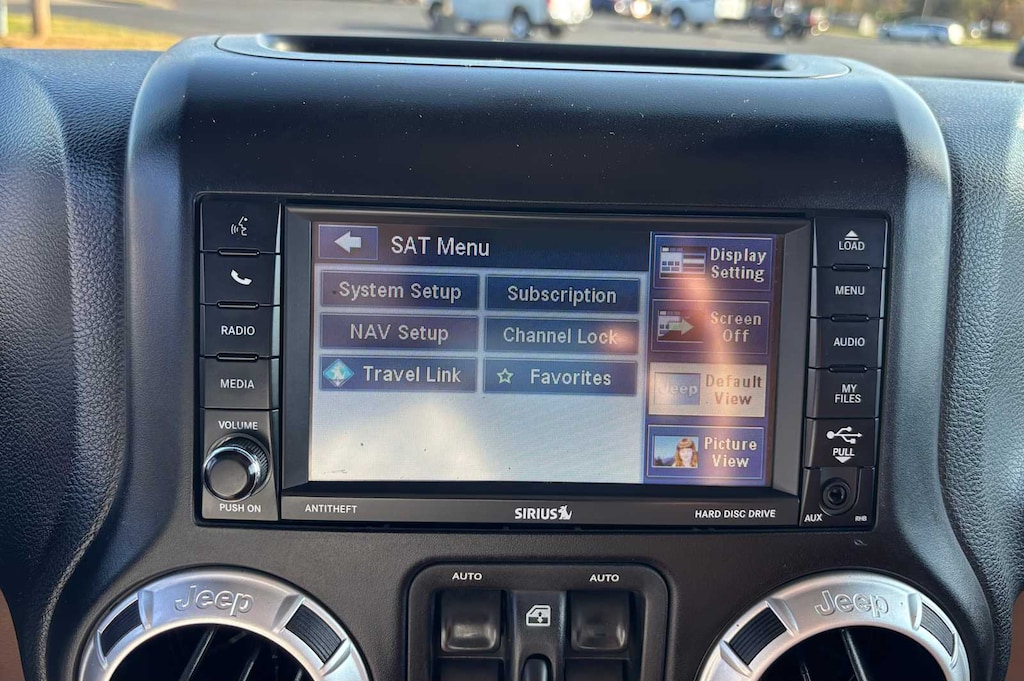 SAT Menu
System Setup
Subscription
NAV Setup
Channel Lock
Travel Link
Favorites
Display
Setting
Screen
Off
Jeep
Default
View
Picture
View
RADIO
MEDIA
VOLUME
PUSH ON
LOAD
MENU
AUDIO
MY
FILES
PULL
AUX
RHB
ANTITHEFT
SIRIUS
HARD DISC DRIVE
AUTO
AUTO
Jeep
Jeep